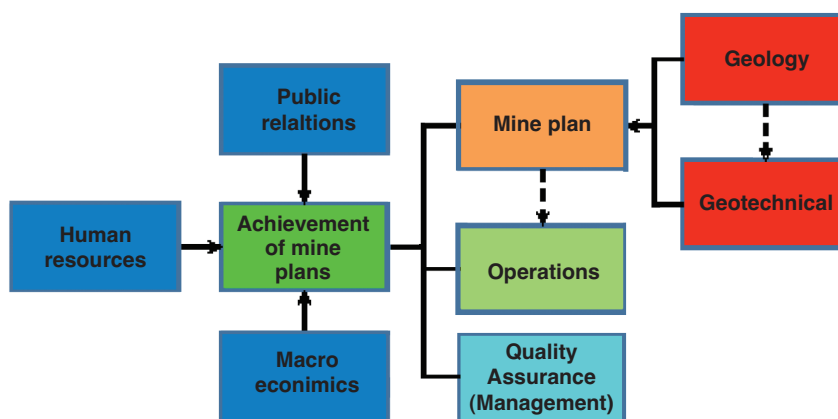 Public
relaltions
Human
resources
Achievement
of mine
plans
Macro
econimics
Mine plan
Operations
Quality
Assurance
(Management)
Geology
Geotechnical